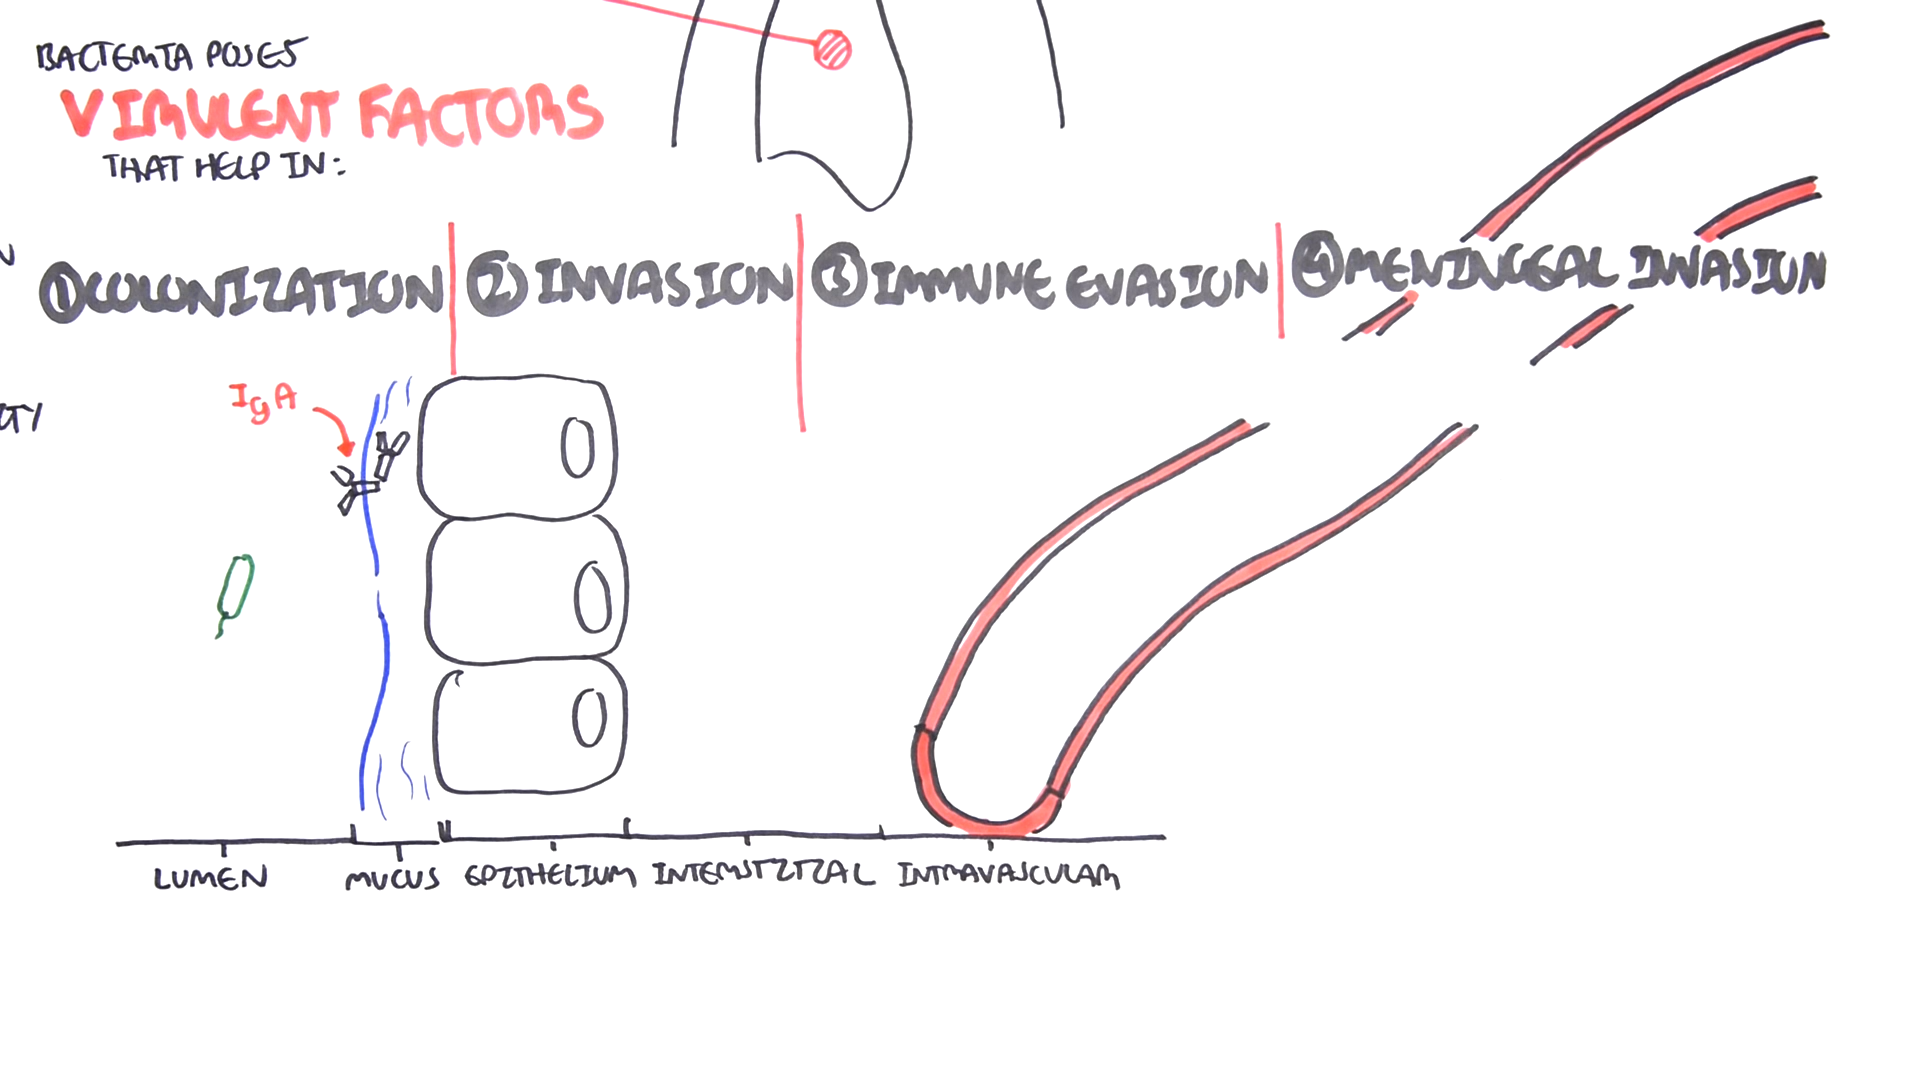 BACTERIA POSES
VIRULENT FACTORS
THAT HELP IN:
① COLONIZATION
② INVASION
③ IMMUNE EVASION
④ MENINGEAL INVASION
IgA
LUMEN
MUCUS
EPITHELIUM
INTERSTITIAL
INTRAVASCULAR